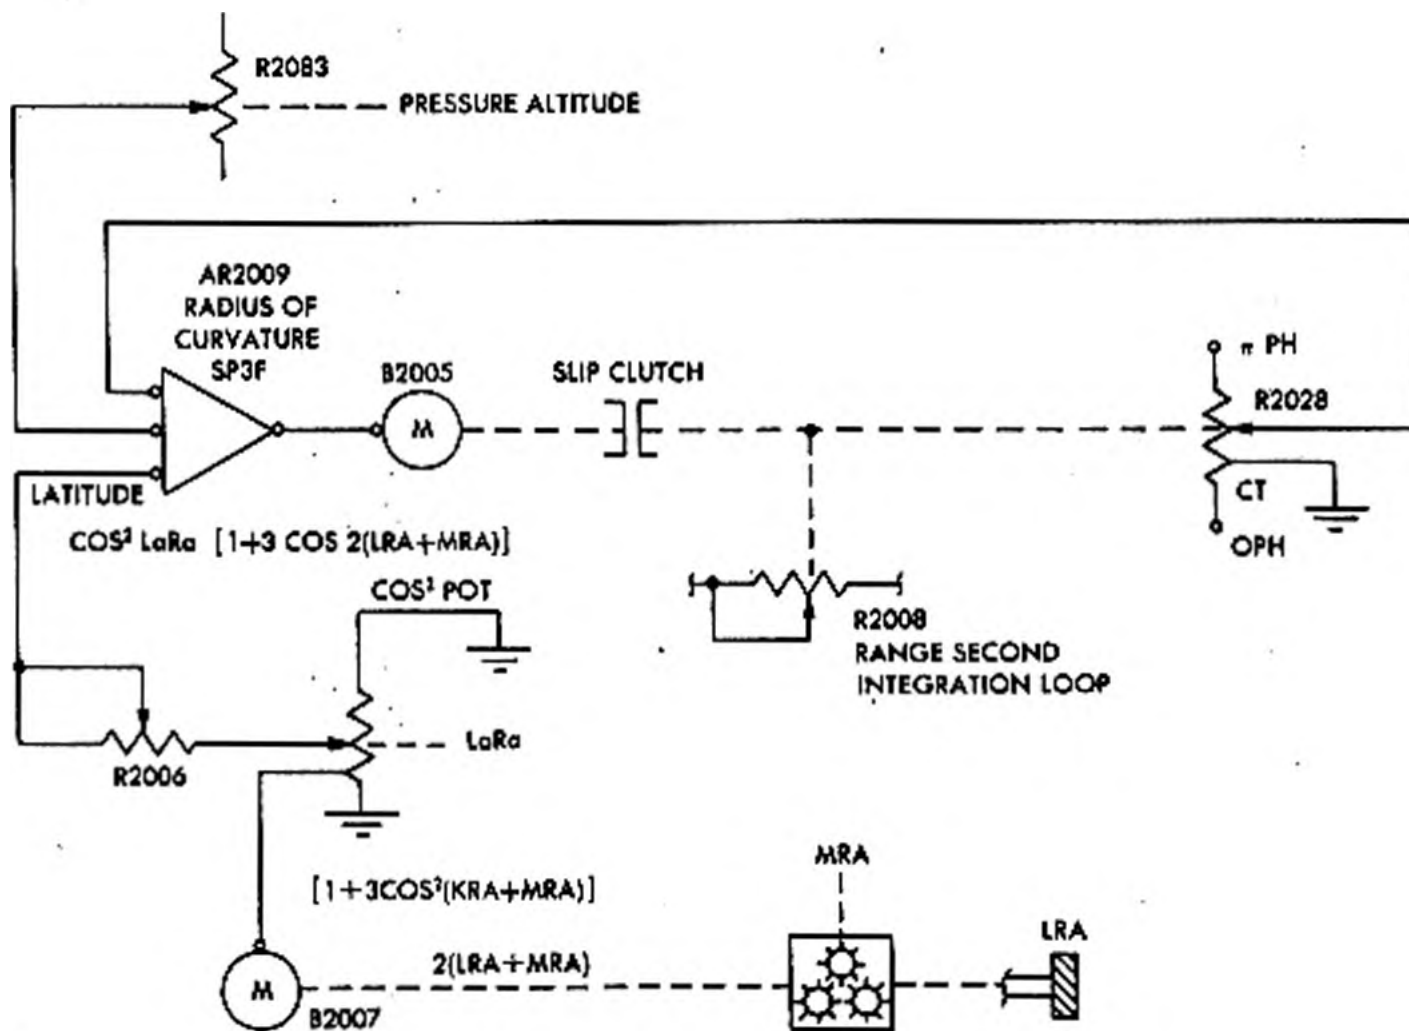 R2083
PRESSURE ALTITUDE
AR2009
RADIUS OF
CURVATURE
SP3F
B2005
M
SLIP CLUTCH
π PH
R2028
CT
OPH
LATITUDE
COS² LaRa [1+3 COS 2(LRA+MRA)]
COS² POT
R2008
RANGE SECOND
INTEGRATION LOOP
LaRa
R2006
[1+3COS²(KRA+MRA)]
MRA
LRA
2(LRA+MRA)
M
B2007